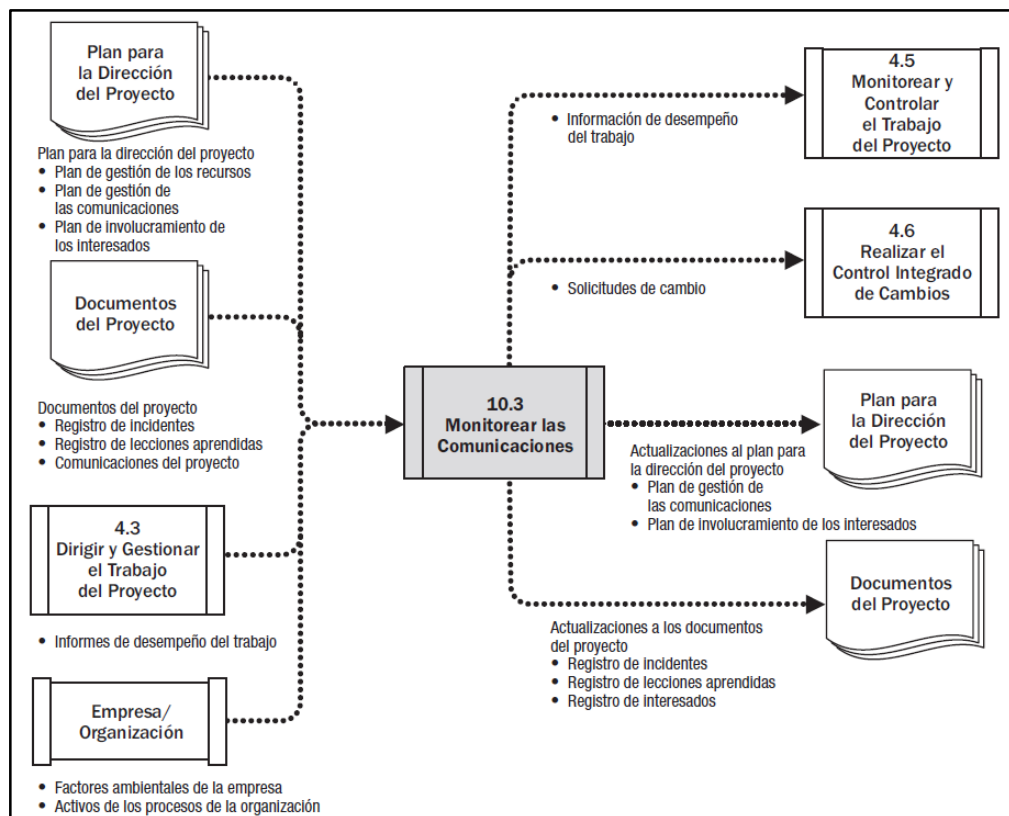 Plan para
la Dirección
del Proyecto
Plan para la dirección del proyecto
• Plan de gestión de los recursos
• Plan de gestión de
las comunicaciones
• Plan de involucramiento de
los interesados
Documentos
del Proyecto
Documentos del proyecto
• Registro de incidentes
• Registro de lecciones aprendidas
• Comunicaciones del proyecto
4.3
Dirigir y Gestionar
el Trabajo
del Proyecto
• Informes de desempeño del trabajo
Empresa/
Organización
• Factores ambientales de la empresa
• Activos de los procesos de la organización
10.3
Monitorear las
Comunicaciones
• Información de desempeño
del trabajo
4.5
Monitorear y
Controlar
el Trabajo
del Proyecto
• Solicitudes de cambio
4.6
Realizar el
Control Integrado
de Cambios
Actualizaciones al plan para
la dirección del proyecto
• Plan de gestión de
las comunicaciones
• Plan de involucramiento de los interesados
Plan para
la Dirección
del Proyecto
Actualizaciones a los documentos
del proyecto
• Registro de incidentes
• Registro de lecciones aprendidas
• Registro de interesados
Documentos
del Proyecto